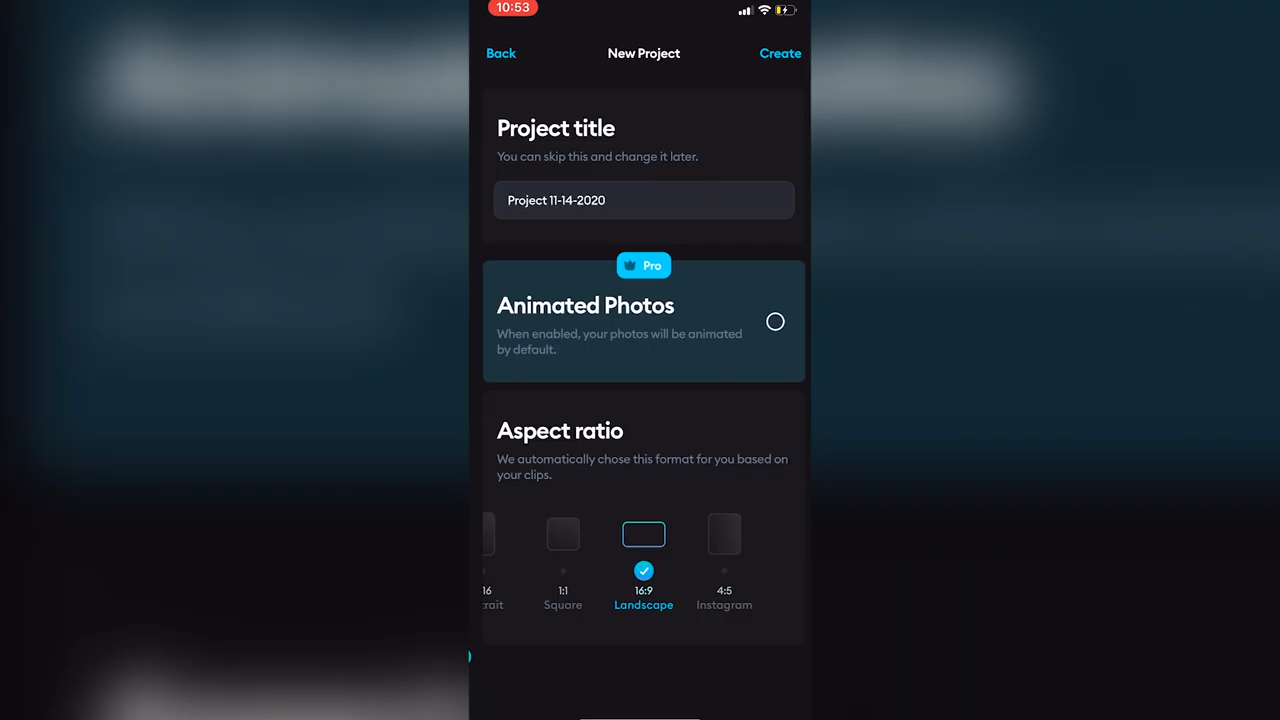 10:53
Back
New Project
Create
Project title
You can skip this and change it later.
Project 11-14-2020
Pro
Animated Photos
When enabled, your photos will be animated
by default.
Aspect ratio
We automatically chose this format for you based on
your clips.
16
1:1
16:9
4:5
trait
Square
Landscape
Instagram